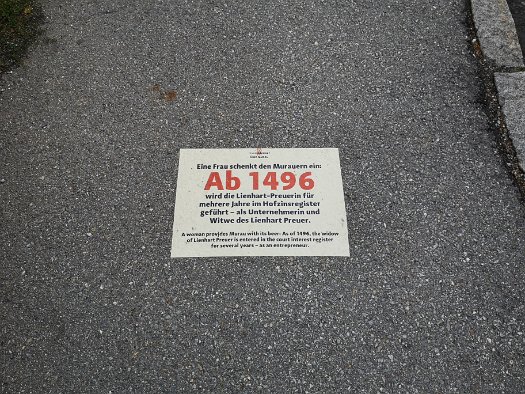 Eine Frau schenkt den Murauern ein:
Ab 1496
wird die Lienhart-Preuerin für
mehrere Jahre im Hofzinsregister
geführt – als Unternehmerin und
Witwe des Lienhart Preuer.
A woman provides Murau with its beer: As of 1496, the widow
of Lienhart Preuer is entered in the court interest register
for several years – as an entrepreneur.